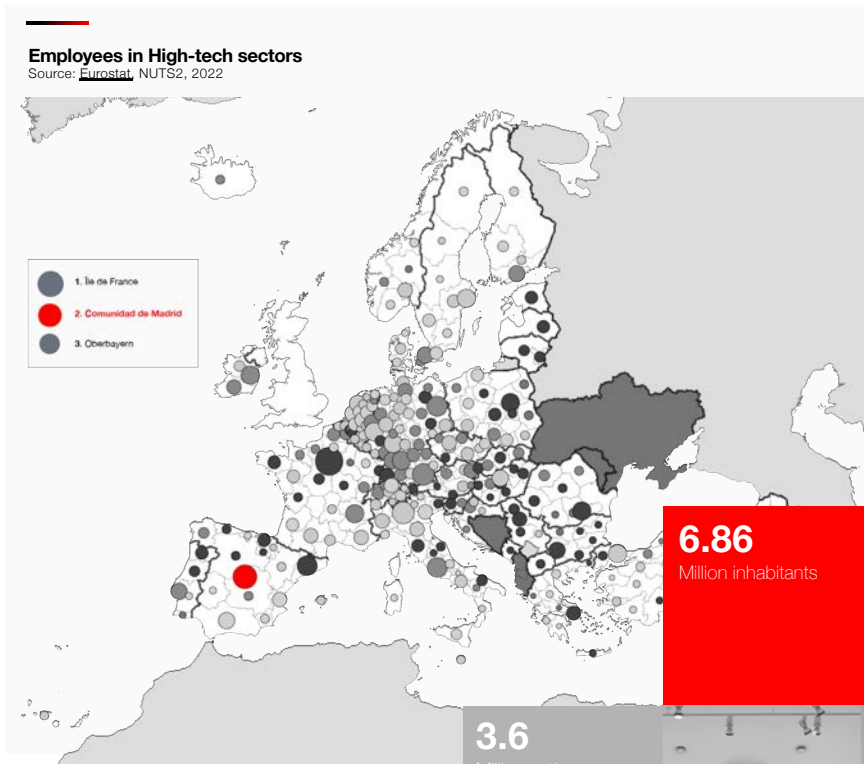 Employees in High-tech sectors
Source: Eurostat, NUTS2, 2022
1. Île de France
2. Comunidad de Madrid
3. Oberbayern
6.86
Million inhabitants
3.6